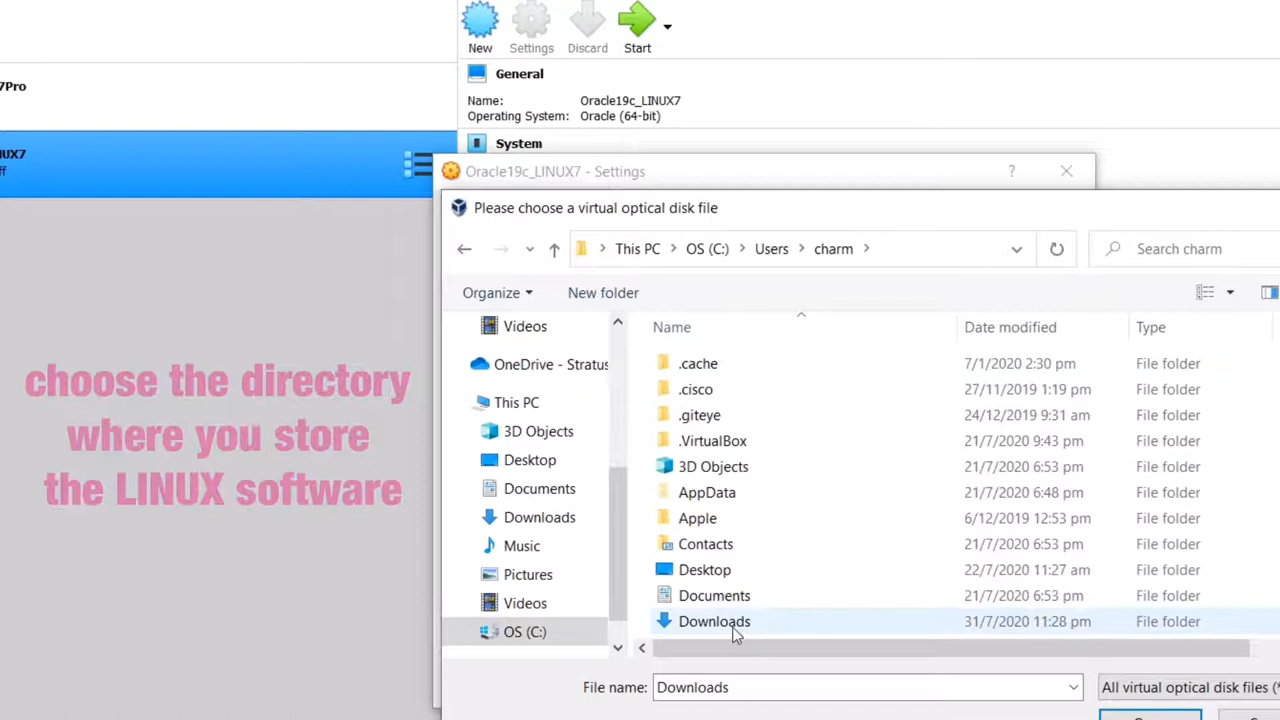 New Settings Discard Start
7Pro
General
Name: Oracle19c_LINUX7
Operating System: Oracle (64-bit)
UX7
ff
System
Oracle19c_LINUX7 - Settings ?
Please choose a virtual optical disk file
This PC OS (C:) Users charm Search charm
Organize New folder
Videos
OneDrive - Stratus
This PC
3D Objects
Desktop
Documents
Downloads
Music
Pictures
Videos
OS (C:)
Name Date modified Type
.cache 7/1/2020 2:30 pm File folder
.cisco 27/11/2019 1:19 pm File folder
.giteye 24/12/2019 9:31 am File folder
.VirtualBox 21/7/2020 9:43 pm File folder
3D Objects 21/7/2020 6:53 pm File folder
AppData 21/7/2020 6:48 pm File folder
Apple 6/12/2019 12:53 pm File folder
Contacts 21/7/2020 6:53 pm File folder
Desktop 22/7/2020 11:27 am File folder
Documents 21/7/2020 6:53 pm File folder
Downloads 31/7/2020 11:28 pm File folder
File name: Downloads All virtual optical disk files (*
choose the directory
where you store
the LINUX software